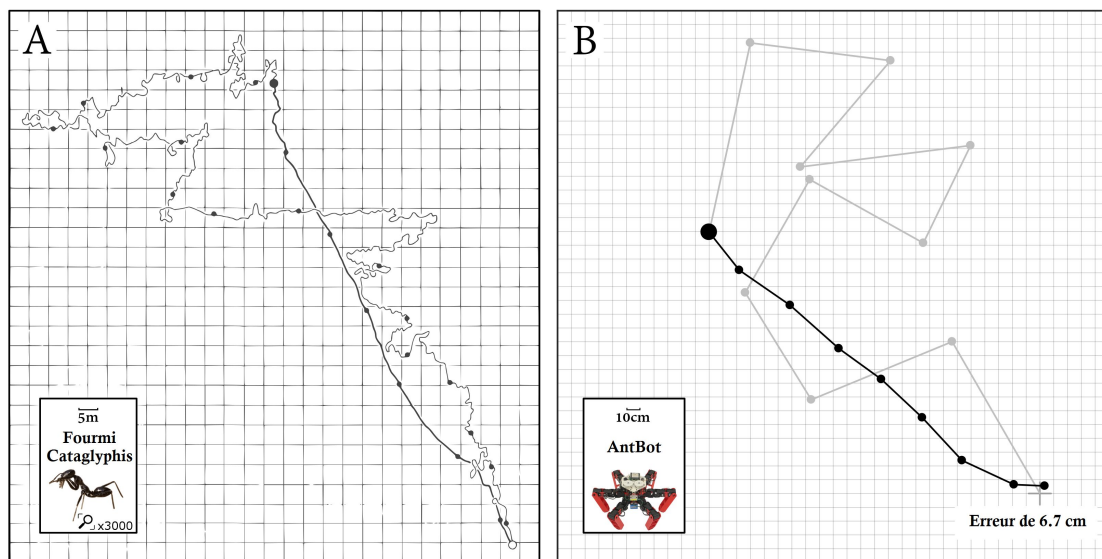 A
5m
Fourmi
Cataglyphis
x3000
B
10cm
AntBot
Erreur de 6.7 cm